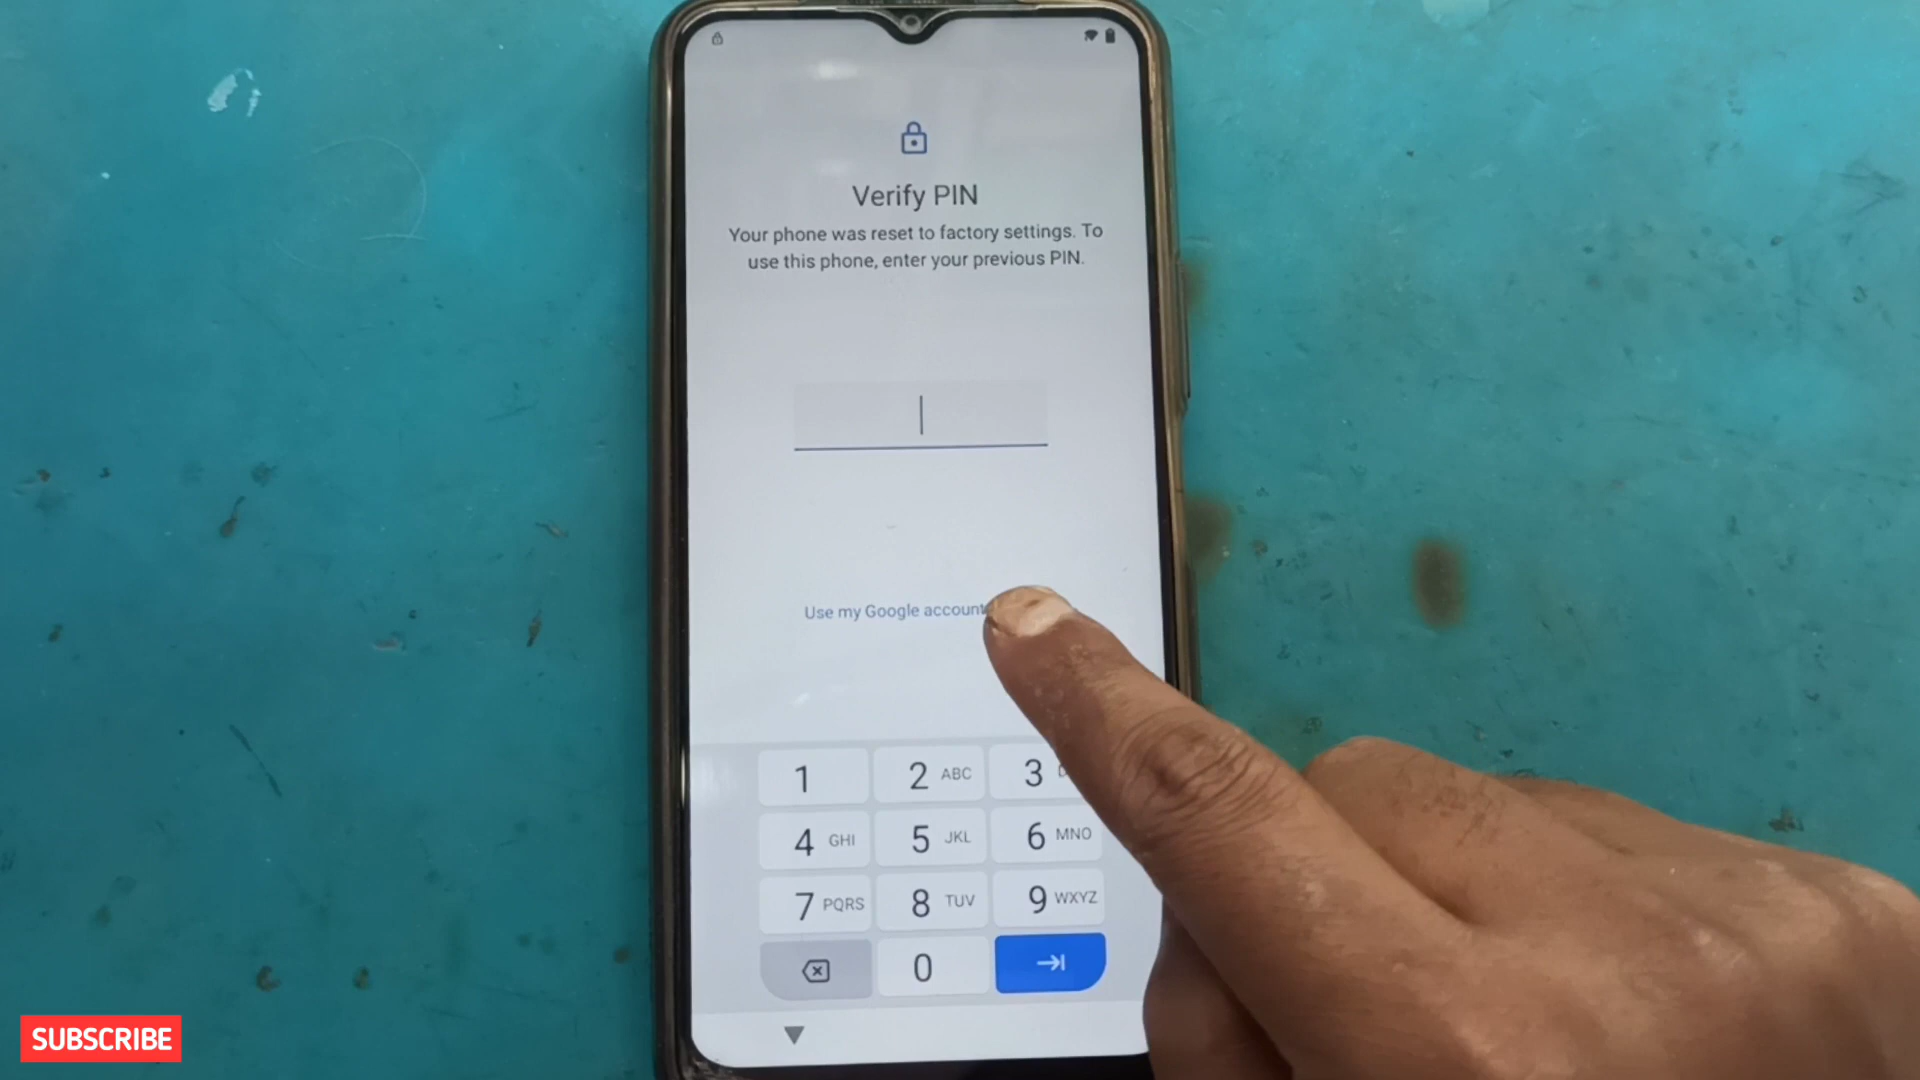 Verify PIN
Your phone was reset to factory settings. To
use this phone, enter your previous PIN.
Use my Google account
1
2 ABC
3
4 GHI
5 JKL
6 MNO
7 PQRS
8 TUV
9 WXYZ
0
SUBSCRIBE